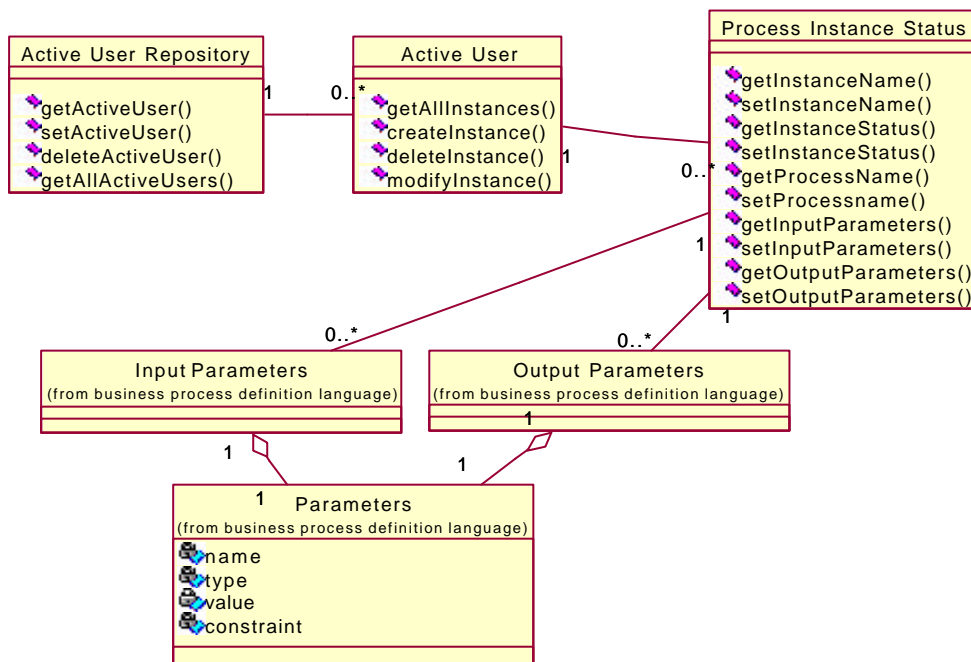 Active User Repository
getActiveUser()
setActiveUser()
deleteActiveUser()
getAllActiveUsers()
1
0..*
Active User
getAllInstances()
createInstance()
deleteInstance()
modifyInstance()
1
0..*
Process Instance Status
getInstanceName()
setInstanceName()
getInstanceStatus()
setInstanceStatus()
getProcessName()
setProcessname()
getInputParameters()
setInputParameters()
getOutputParameters()
setOutputParameters()
1
1
0..*
0..*
Input Parameters
(from business process definition language)
Output Parameters
(from business process definition language)
1
1
1
1
Parameters
(from business process definition language)
name
type
value
constraint